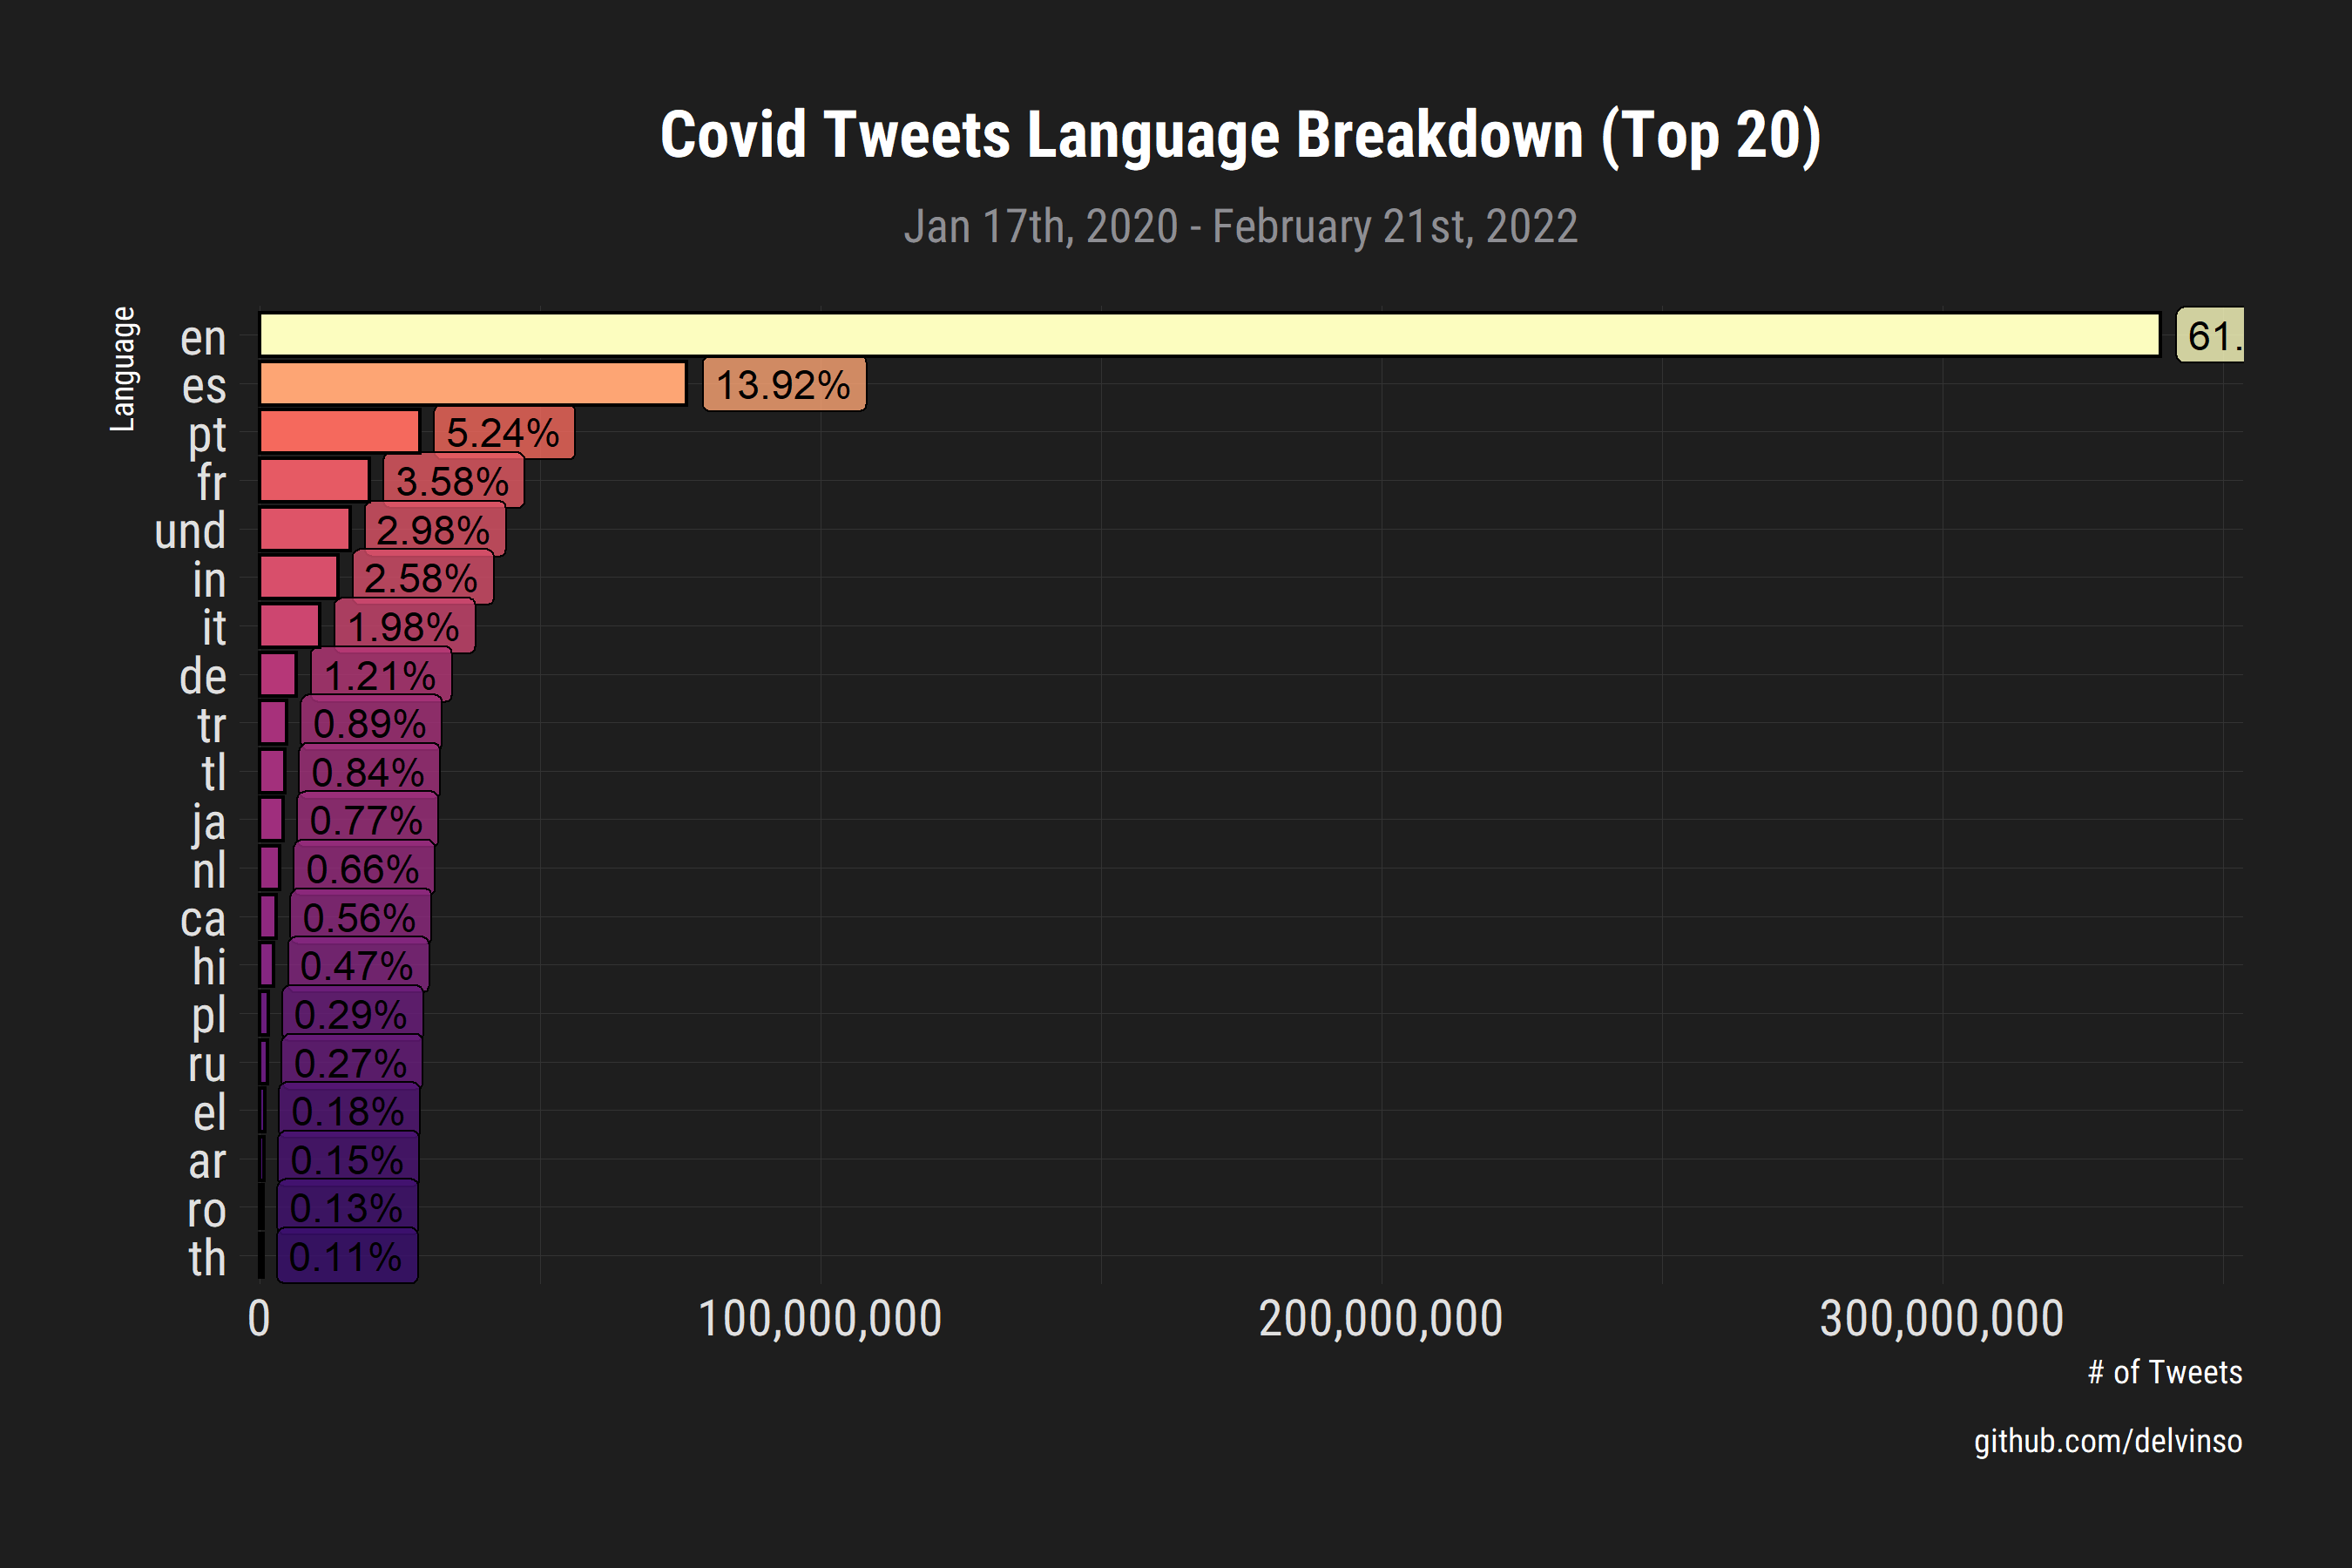 Covid Tweets Language Breakdown (Top 20)
Jan 17th, 2020 - February 21st, 2022
Language
en 61.
es 13.92%
pt 5.24%
fr 3.58%
und 2.98%
in 2.58%
it 1.98%
de 1.21%
tr 0.89%
tl 0.84%
ja 0.77%
nl 0.66%
ca 0.56%
hi 0.47%
pl 0.29%
ru 0.27%
el 0.18%
ar 0.15%
ro 0.13%
th 0.11%
0 100,000,000 200,000,000 300,000,000
# of Tweets
github.com/delvinso